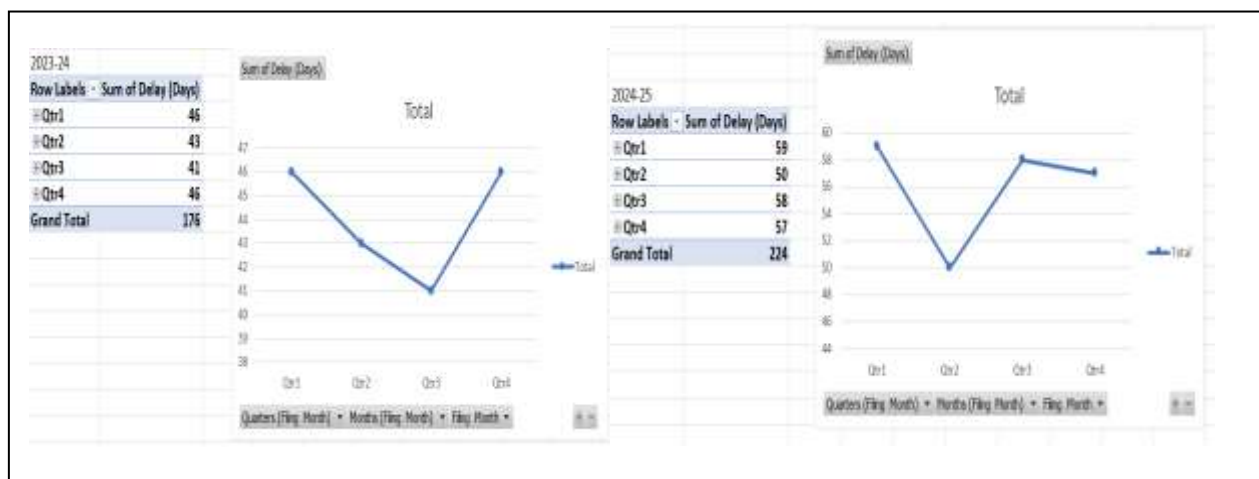 2023-24
Row Labels Sum of Delay (Days)
Qtr1 46
Qtr2 43
Qtr3 41
Qtr4 46
Grand Total 176
Sum of Delay (Days)
Total
47
46
45
44
43
42
41
40
39
38
Qtr1 Qtr2 Qtr3 Qtr4
Total
Quarters (Filing Month) Months (Filing Month) Filing Month
+ -
2024-25
Row Labels Sum of Delay (Days)
Qtr1 59
Qtr2 50
Qtr3 58
Qtr4 57
Grand Total 224
Sum of Delay (Days)
Total
60
58
56
54
52
50
48
46
44
Qtr1 Qtr2 Qtr3 Qtr4
Total
Quarters (Filing Month) Months (Filing Month) Filing Month
+ -